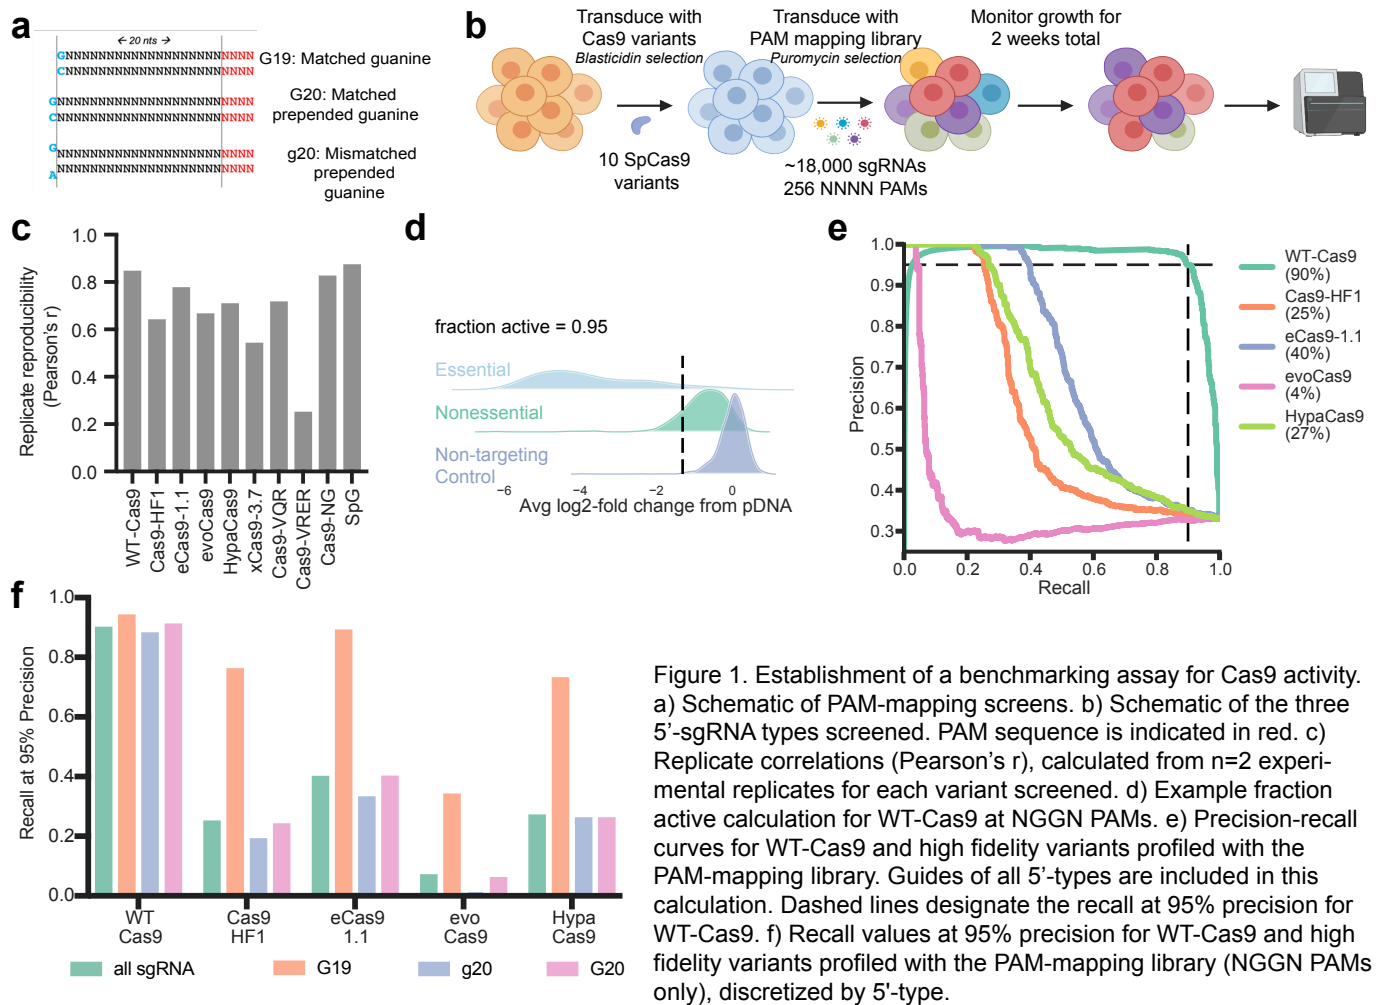 a
← 20 nts →
GNNNNNNNNNNNNNNNNNNNNNNN
CNNNNNNNNNNNNNNNNNNNNNNN
G19: Matched guanine
G20: Matched
prepended guanine
g20: Mismatched
prepended
guanine
b
Transduce with
Cas9 variants
Blasticidin selection
10 SpCas9
variants
Transduce with
PAM mapping library
Puromycin selection
~18,000 sgRNAs
256 NNNN PAMs
Monitor growth for
2 weeks total
c
Replicate reproducibility
(Pearson's r)
1.0
0.8
0.6
0.4
0.2
0.0
WT-Cas9
Cas9-HF1
eCas9-1.1
evoCas9
HypaCas9
xCas9-3.7
Cas9-VQR
Cas9-VRER
Cas9-NG
SpG
d
fraction active = 0.95
Essential
Nonessential
Non-targeting
Control
−6 −4 −2 0
Avg log2-fold change from pDNA
e
Precision
1.0
0.9
0.8
0.7
0.6
0.5
0.4
0.3
0.0 0.2 0.4 0.6 0.8 1.0
Recall
WT-Cas9
(90%)
Cas9-HF1
(25%)
eCas9-1.1
(40%)
evoCas9
(4%)
HypaCas9
(27%)
f
Recall at 95% Precision
1.0
0.8
0.6
0.4
0.2
0.0
WT
Cas9
Cas9
HF1
eCas9
1.1
evo
Cas9
Hypa
Cas9
all sgRNA G19 g20 G20
Figure 1. Establishment of a benchmarking assay for Cas9 activity.
a) Schematic of PAM-mapping screens. b) Schematic of the three
5’-sgRNA types screened. PAM sequence is indicated in red. c)
Replicate correlations (Pearson’s r), calculated from n=2 experi-
mental replicates for each variant screened. d) Example fraction
active calculation for WT-Cas9 at NGGN PAMs. e) Precision-recall
curves for WT-Cas9 and high fidelity variants profiled with the
PAM-mapping library. Guides of all 5’-types are included in this
calculation. Dashed lines designate the recall at 95% precision for
WT-Cas9. f) Recall values at 95% precision for WT-Cas9 and high
fidelity variants profiled with the PAM-mapping library (NGGN PAMs
only), discretized by 5'-type.